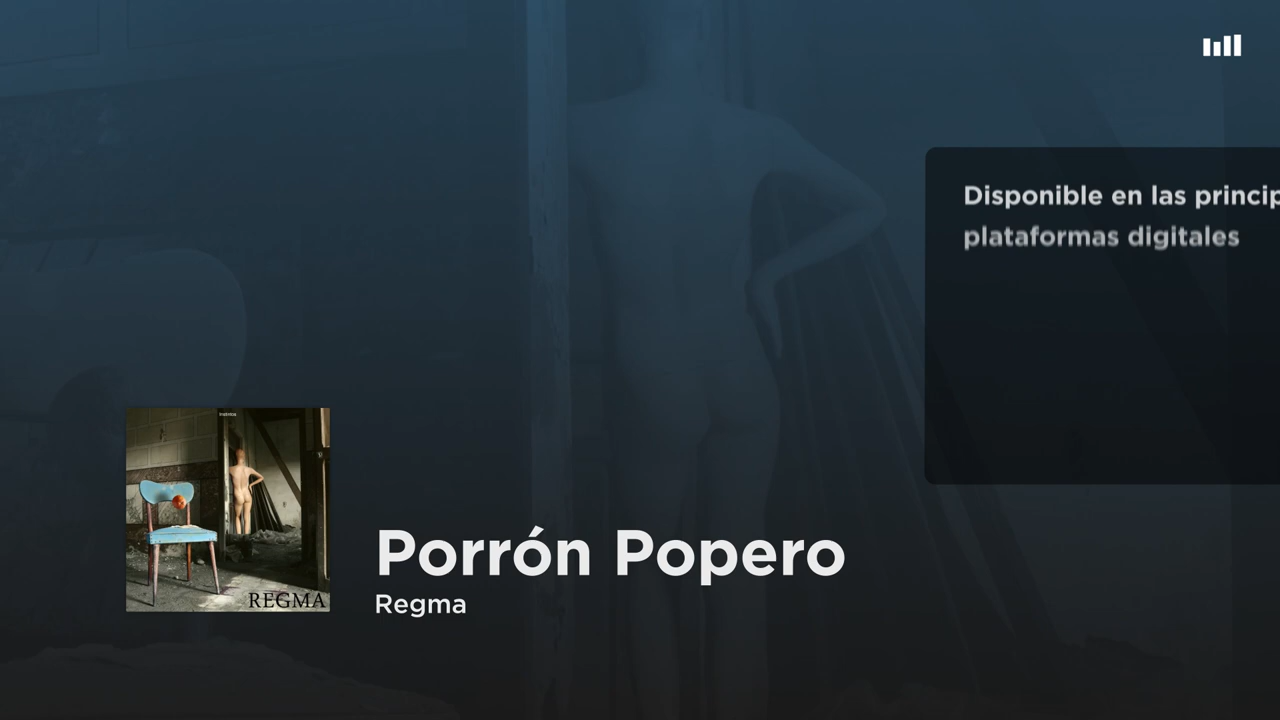 Disponible en las princip
plataformas digitales
REGMA
Porrón Popero
Regma